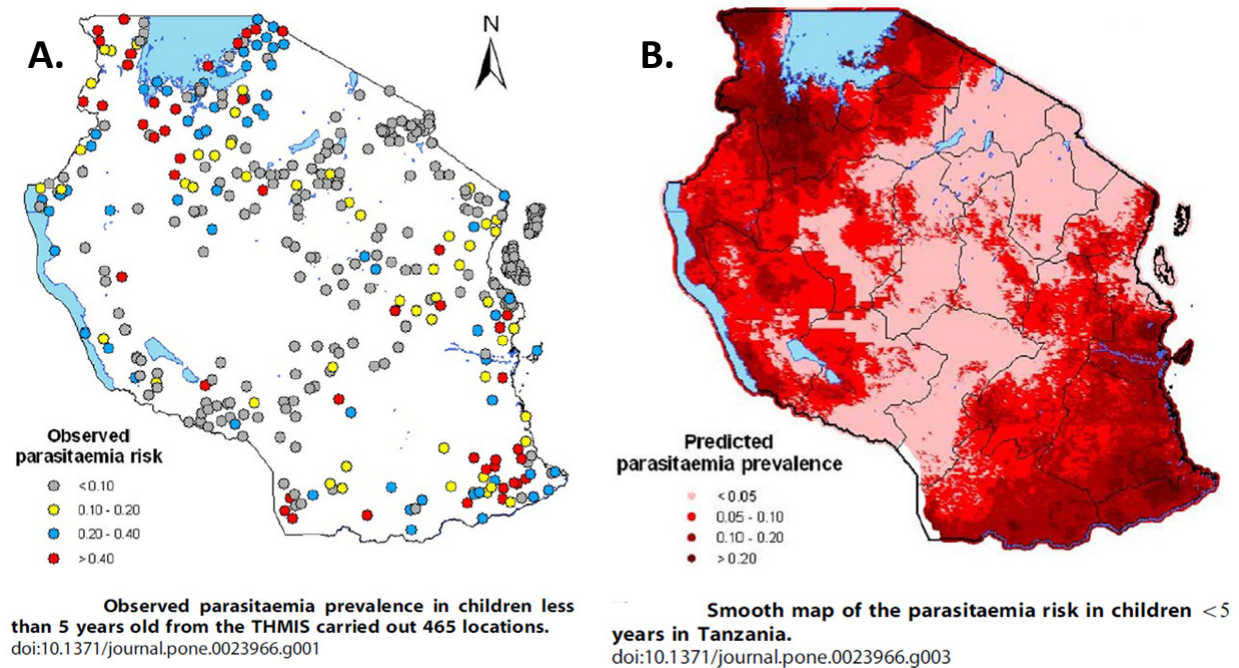 A.
N
Observed
parasitaemia risk
<0.10
0.10 - 0.20
0.20 - 0.40
>0.40
Observed parasitaemia prevalence in children less
than 5 years old from the THMIS carried out 465 locations.
doi:10.1371/journal.pone.0023966.g001
B.
Predicted
parasitaemia prevalence
< 0.05
0.05 - 0.10
0.10 - 0.20
> 0.20
Smooth map of the parasitaemia risk in children <5
years in Tanzania.
doi:10.1371/journal.pone.0023966.g003